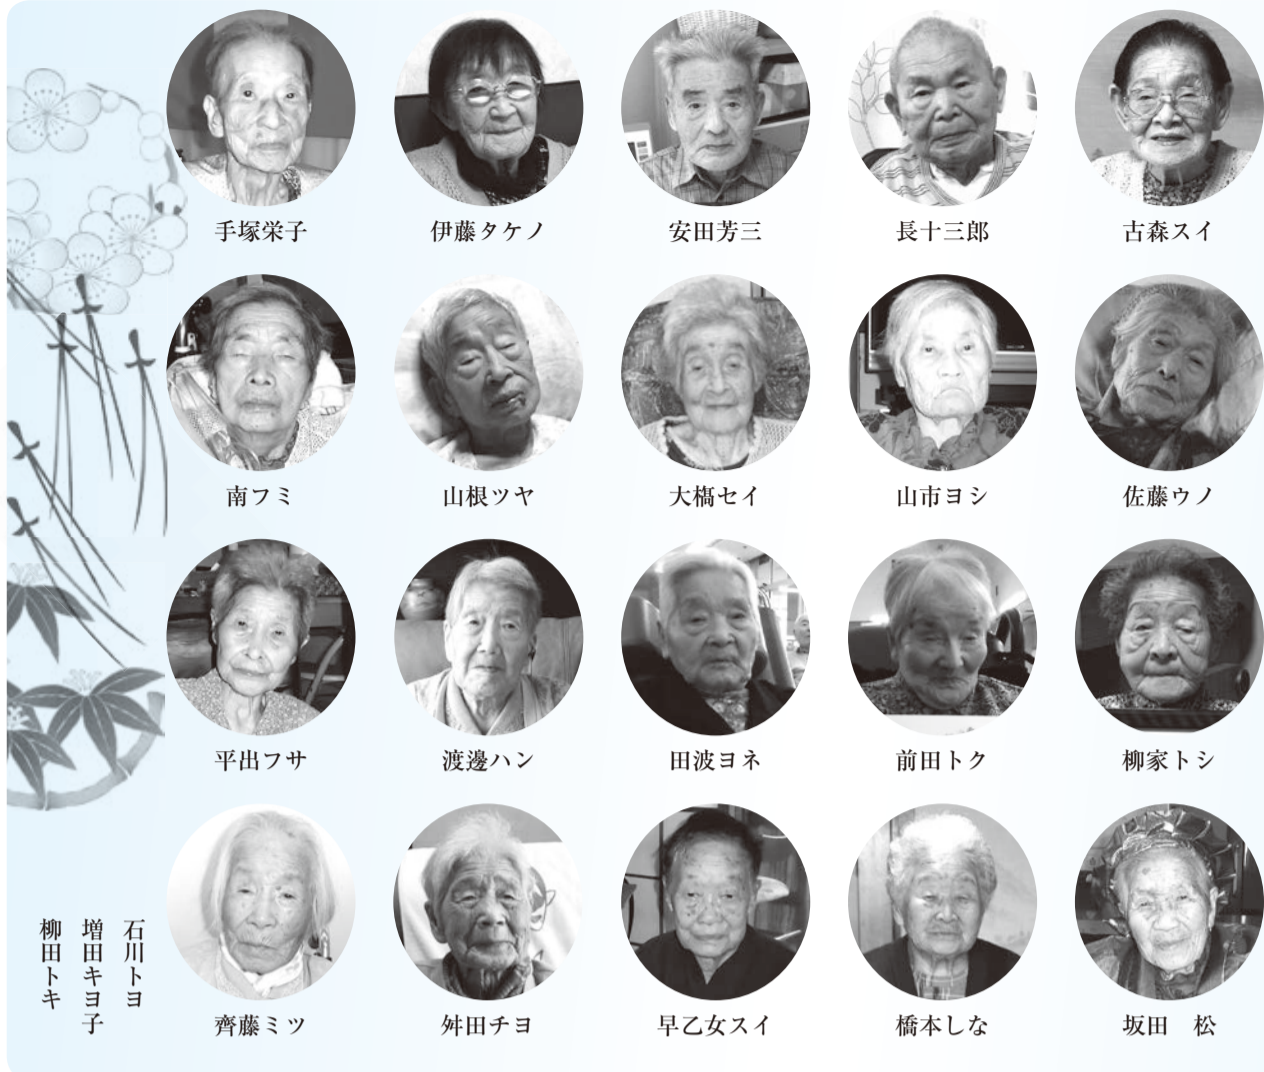 手塚栄子
伊藤タケノ
安田芳三
長十三郎
古森スイ
南フミ
山根ツヤ
大槗セイ
山市ヨシ
佐藤ウノ
平出フサ
渡邊ハン
田波ヨネ
前田トク
柳家トシ
齊藤ミツ
舛田チヨ
早乙女スイ
橋本しな
坂田　松
石川トヨ
増田キヨ子
柳田トキ